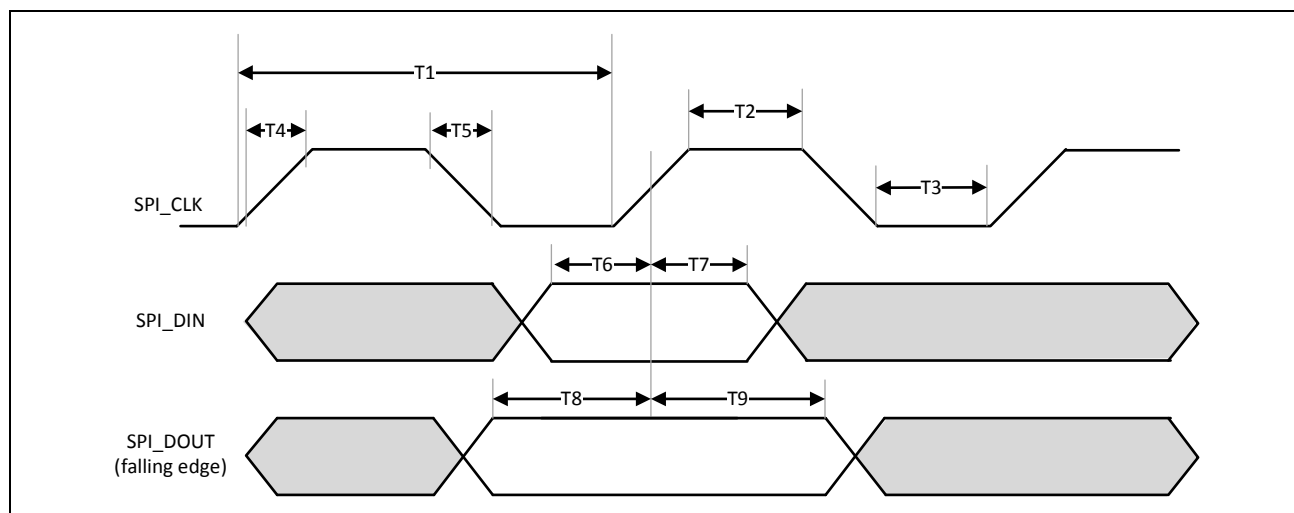 T1
T4
T5
T2
T3
SPI_CLK
T6
T7
SPI_DIN
T8
T9
SPI_DOUT
(falling edge)